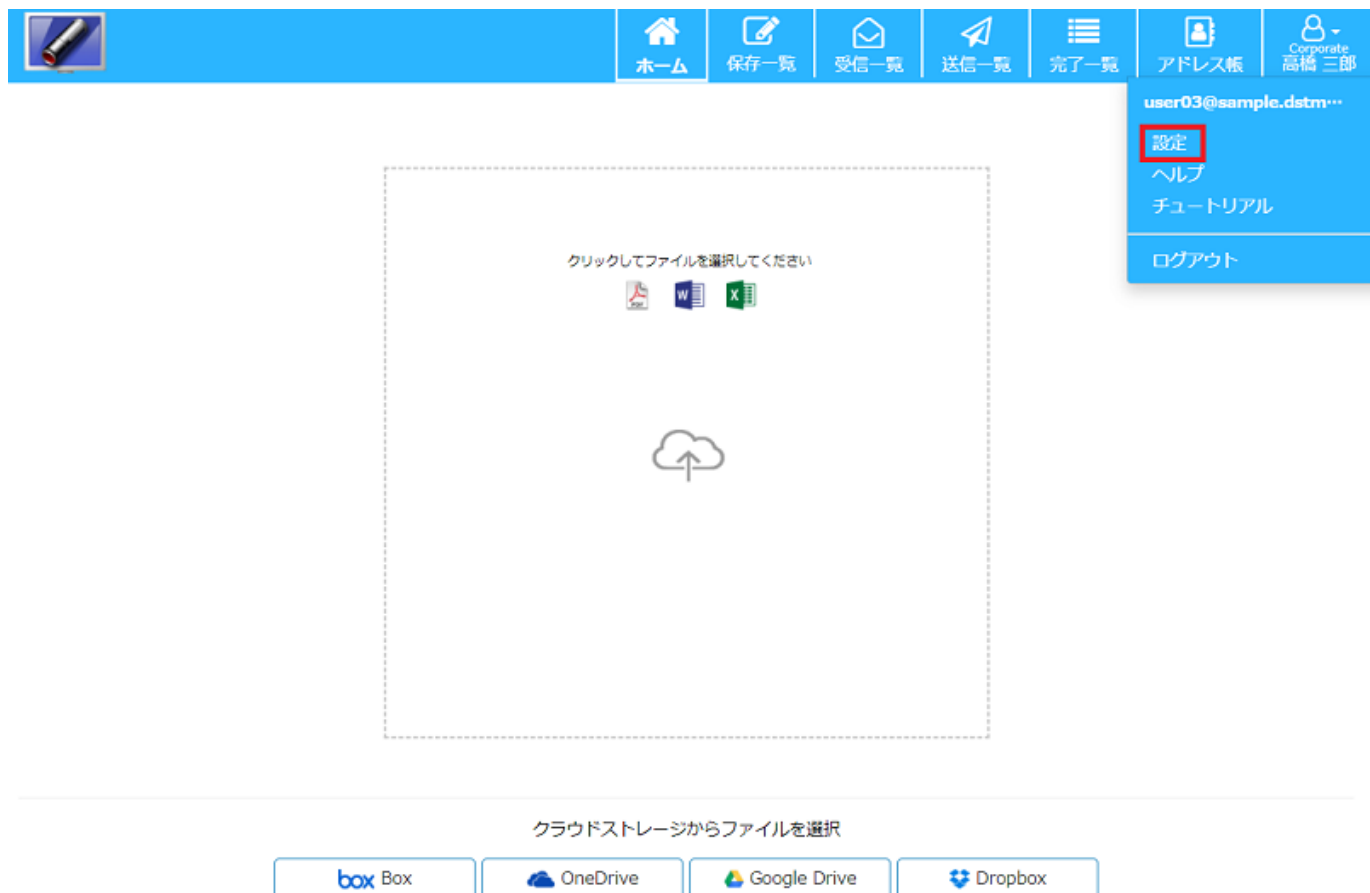 ホーム
保存一覧
受信一覧
送信一覧
完了一覧
アドレス帳
Corporate
高橋 三郎
user03@sample.dstm…
設定
ヘルプ
チュートリアル
ログアウト
クリックしてファイルを選択してください
PDF
W
X
クラウドストレージからファイルを選択
box Box
OneDrive
Google Drive
Dropbox